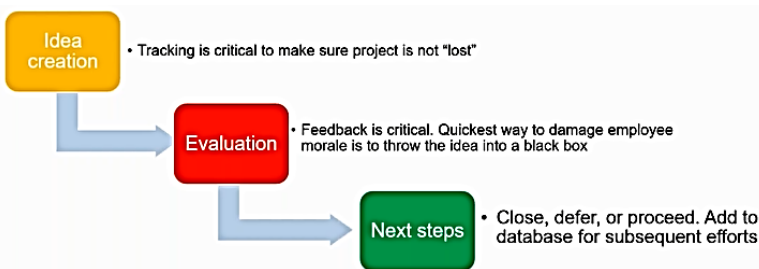 Idea
creation
• Tracking is critical to make sure project is not “lost”
Evaluation
• Feedback is critical. Quickest way to damage employee
morale is to throw the idea into a black box
Next steps
• Close, defer, or proceed. Add to
database for subsequent efforts